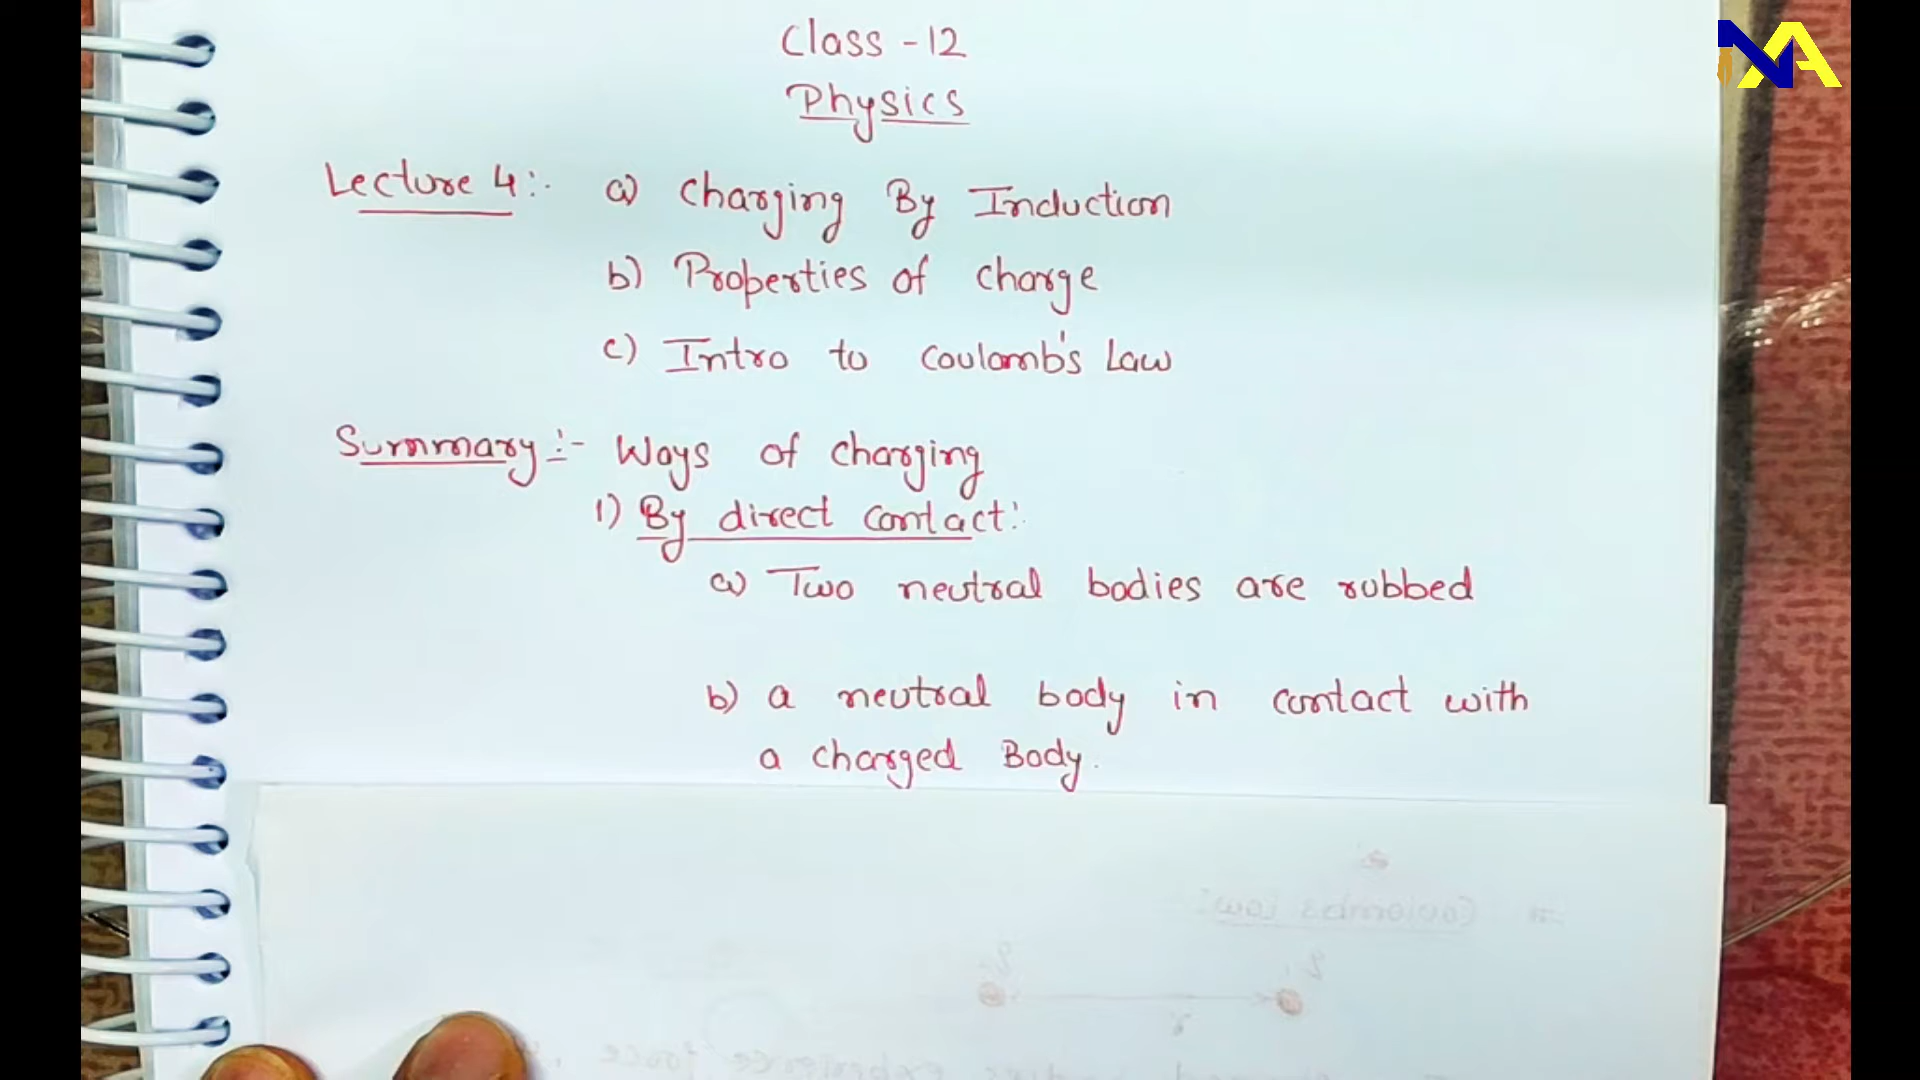 Class - 12
Physics
Lecture 4:- a) Charging By Induction
b) Properties of charge
c) Intro to Coulomb's Law
Summary:- Ways of charging
1) By direct contact:
a) Two neutral bodies are rubbed
b) a neutral body in contact with
a charged Body.
NA